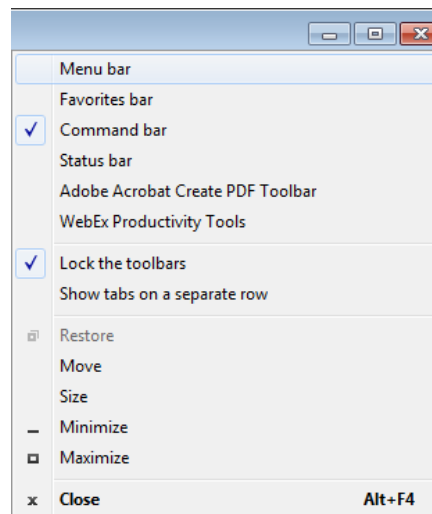 Menu bar
Favorites bar
Command bar
Status bar
Adobe Acrobat Create PDF Toolbar
WebEx Productivity Tools
Lock the toolbars
Show tabs on a separate row
Restore
Move
Size
Minimize
Maximize
Close Alt+F4